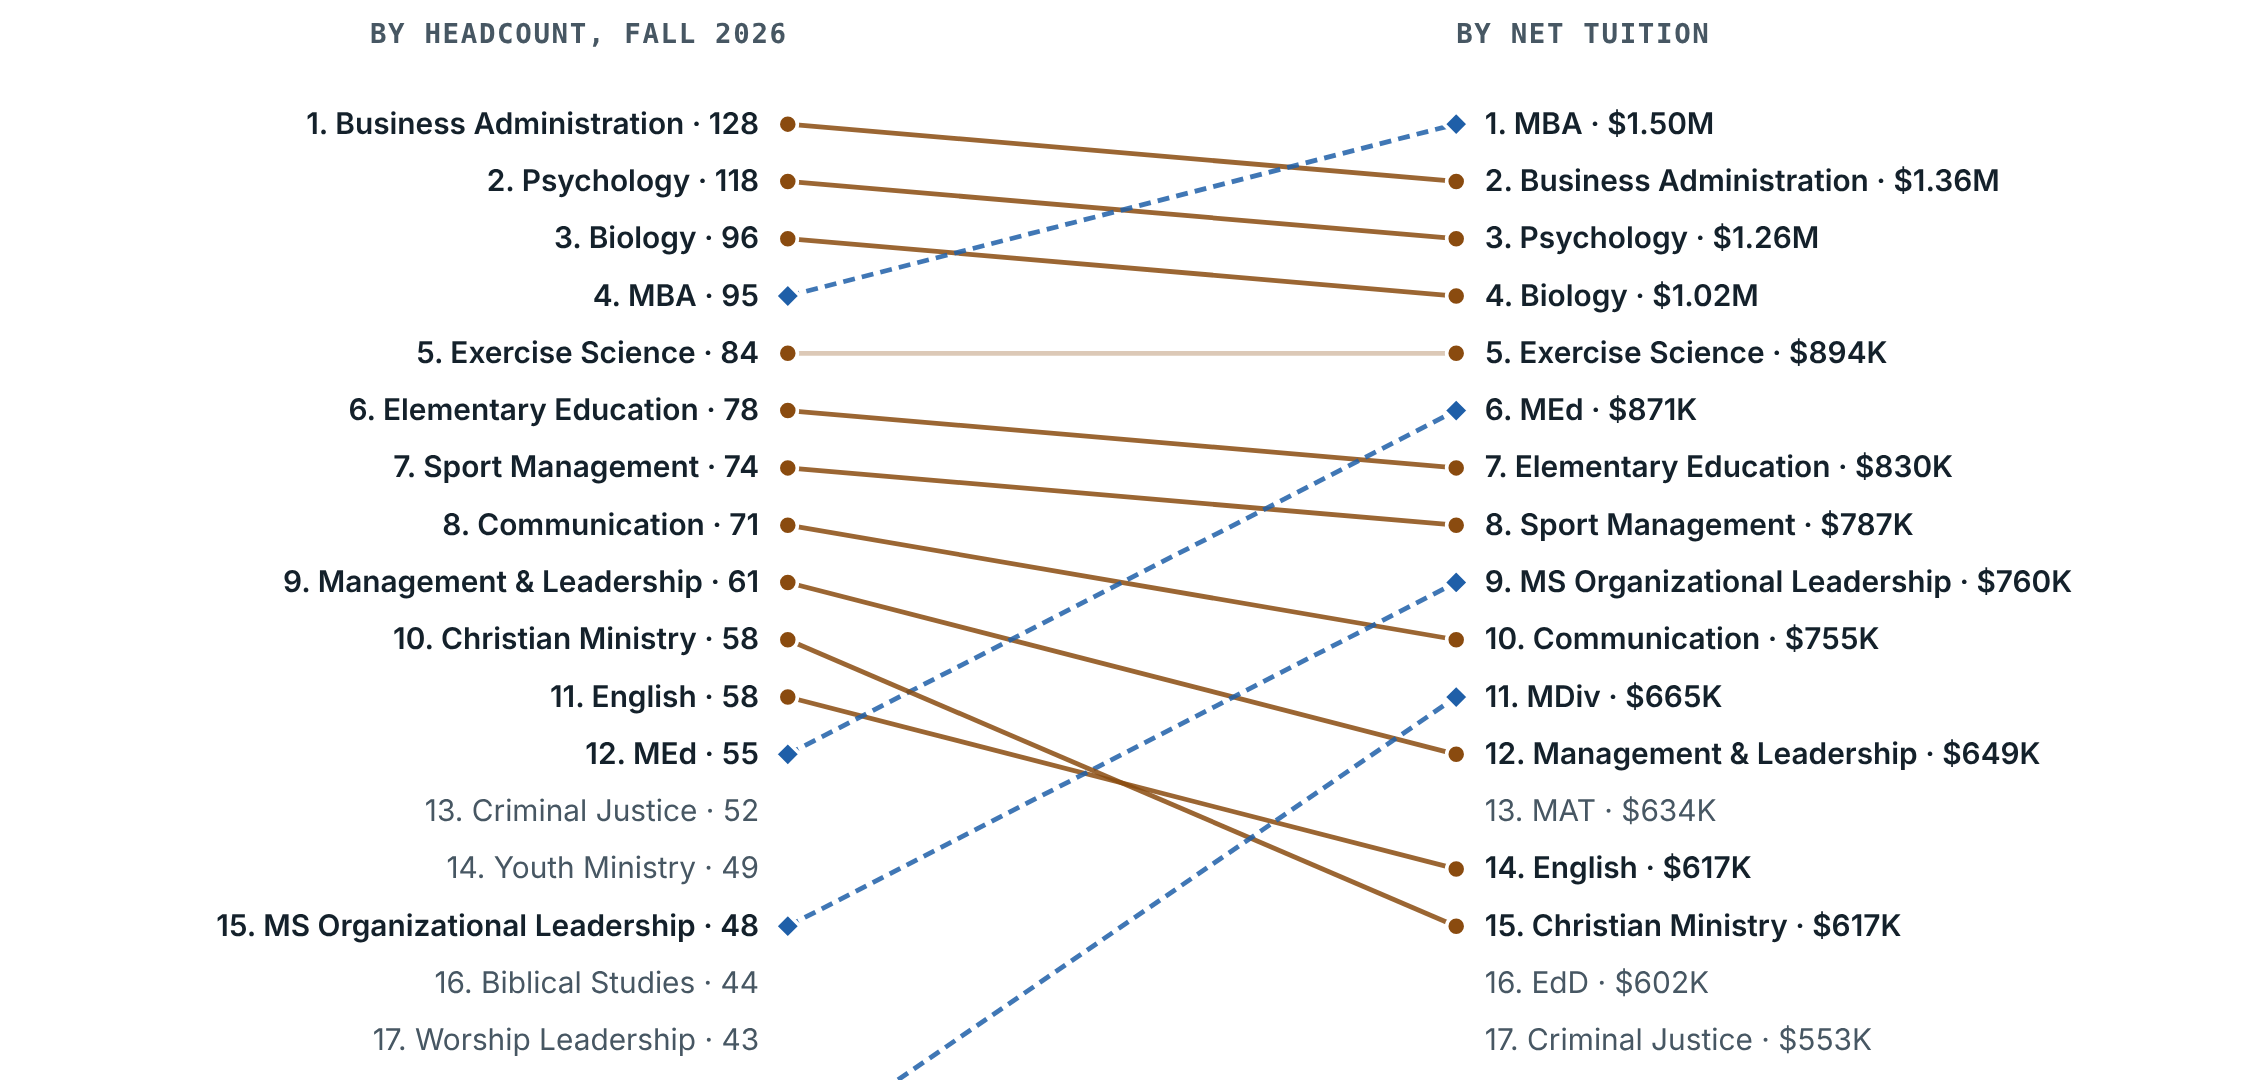 BY HEADCOUNT, FALL 2026
1. Business Administration · 128
2. Psychology · 118
3. Biology · 96
4. MBA · 95
5. Exercise Science · 84
6. Elementary Education · 78
7. Sport Management · 74
8. Communication · 71
9. Management & Leadership · 61
10. Christian Ministry · 58
11. English · 58
12. MEd · 55
13. Criminal Justice · 52
14. Youth Ministry · 49
15. MS Organizational Leadership · 48
16. Biblical Studies · 44
17. Worship Leadership · 43
BY NET TUITION
1. MBA · $1.50M
2. Business Administration · $1.36M
3. Psychology · $1.26M
4. Biology · $1.02M
5. Exercise Science · $894K
6. MEd · $871K
7. Elementary Education · $830K
8. Sport Management · $787K
9. MS Organizational Leadership · $760K
10. Communication · $755K
11. MDiv · $665K
12. Management & Leadership · $649K
13. MAT · $634K
14. English · $617K
15. Christian Ministry · $617K
16. EdD · $602K
17. Criminal Justice · $553K